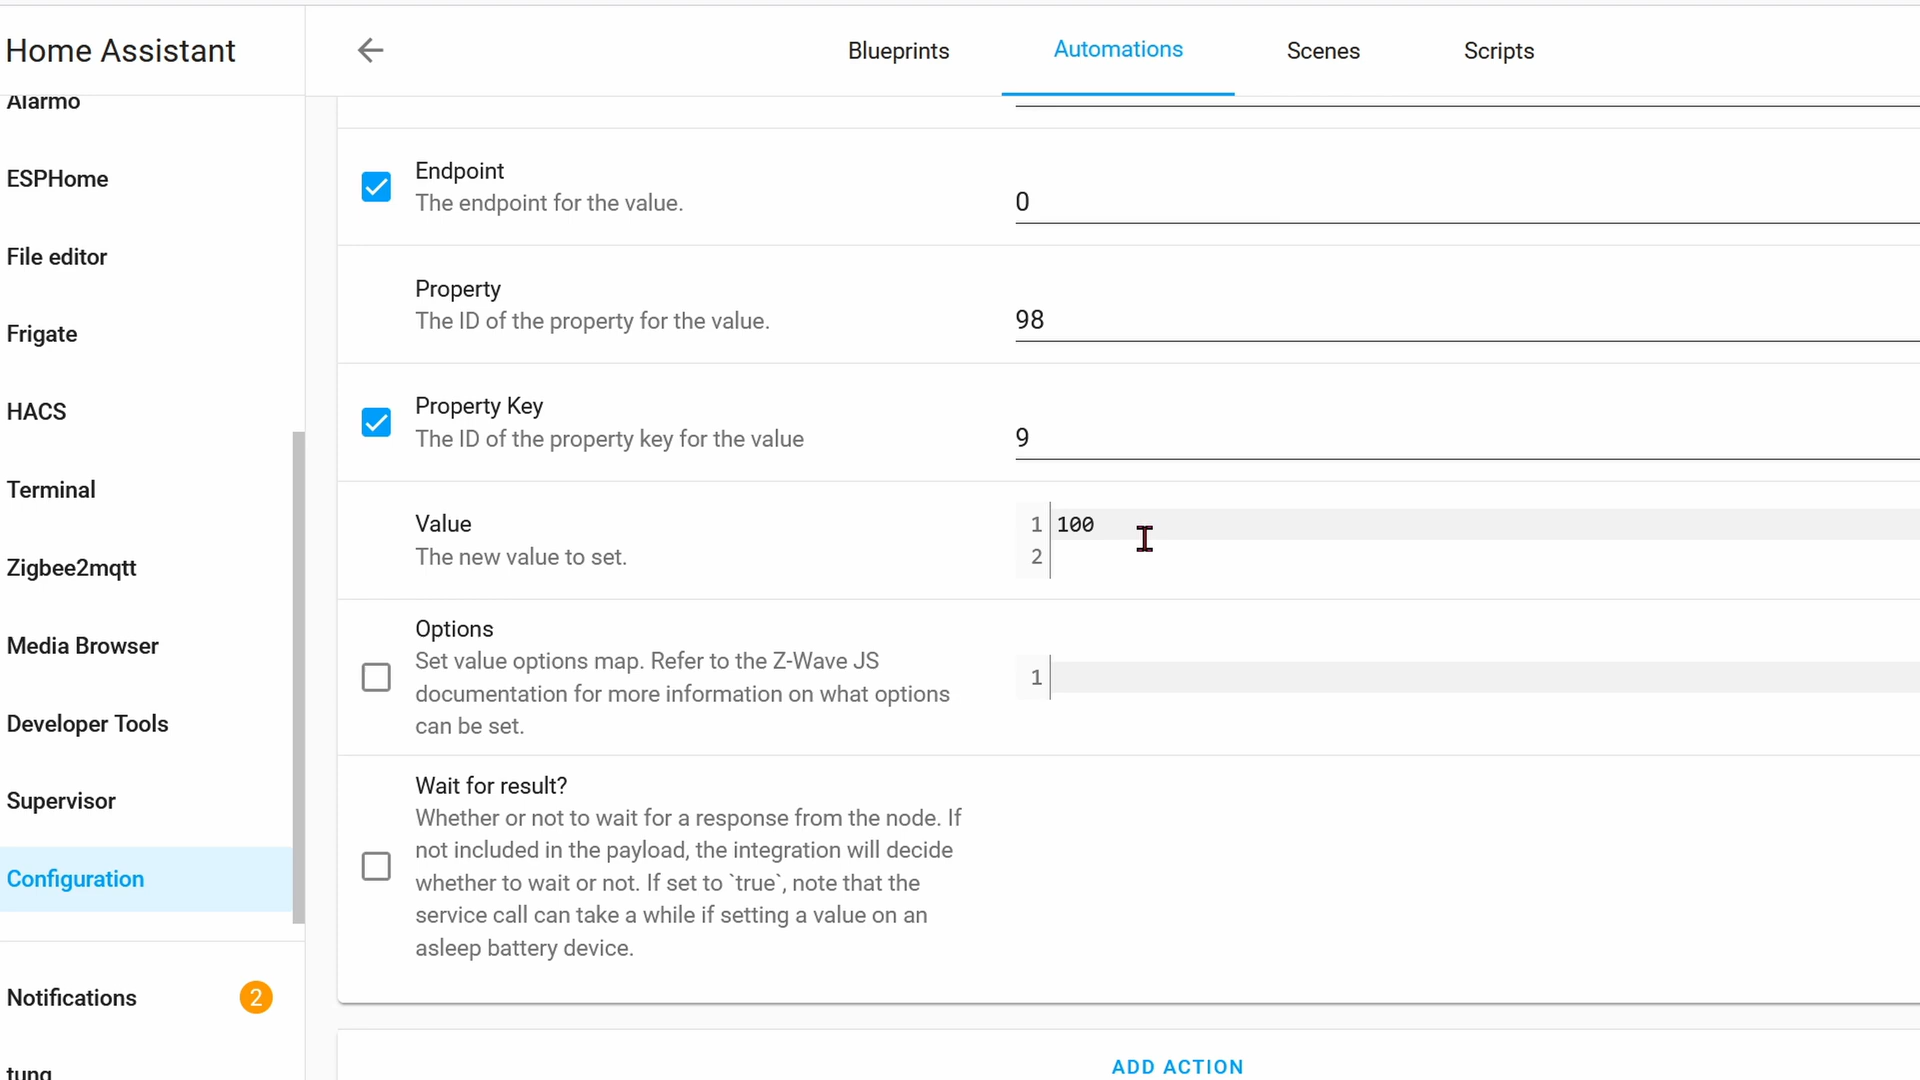 Home Assistant
Blueprints
Automations
Scenes
Scripts
Alarmo
ESPHome
File editor
Frigate
HACS
Terminal
Zigbee2mqtt
Media Browser
Developer Tools
Supervisor
Configuration
Notifications
2
tung
Endpoint
The endpoint for the value.
0
Property
The ID of the property for the value.
98
Property Key
The ID of the property key for the value
9
Value
The new value to set.
1 100
2
Options
Set value options map. Refer to the Z-Wave JS
documentation for more information on what options
can be set.
1
Wait for result?
Whether or not to wait for a response from the node. If
not included in the payload, the integration will decide
whether to wait or not. If set to `true`, note that the
service call can take a while if setting a value on an
asleep battery device.
ADD ACTION